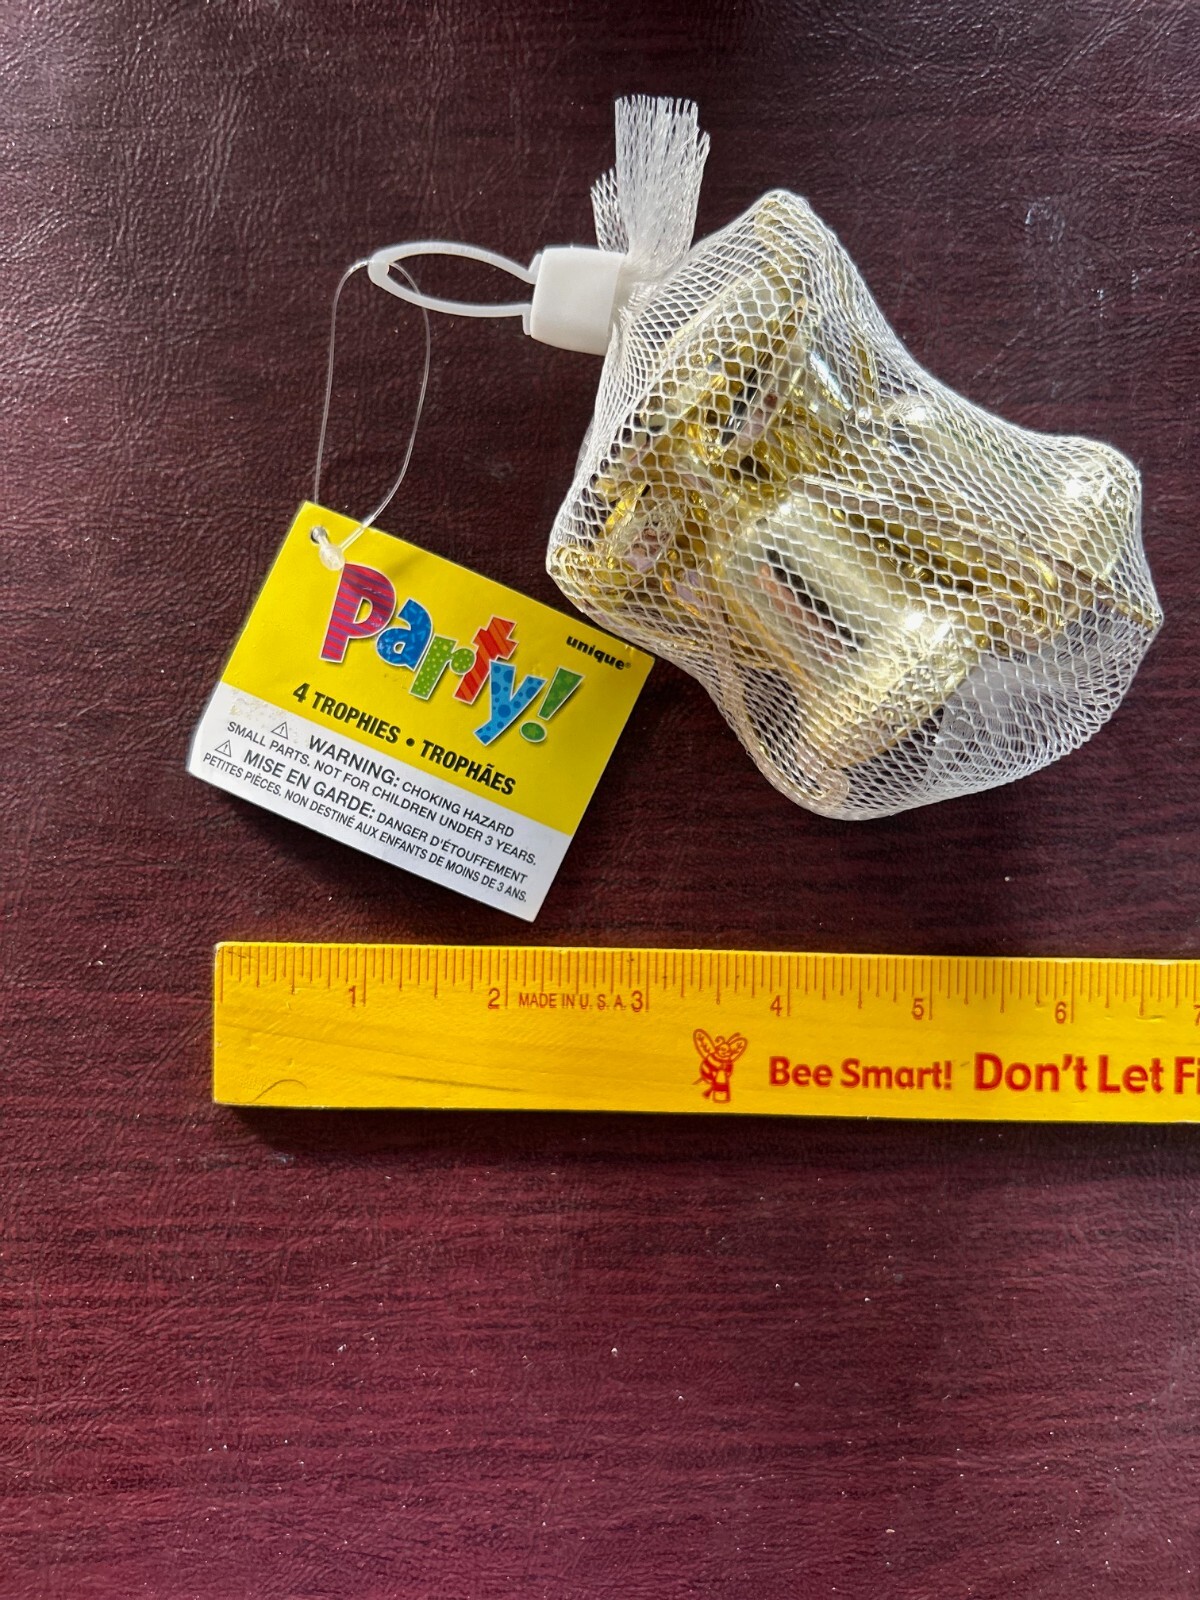 Party!
unique®
4 TROPHIES • TROPHÃES
⚠ WARNING: CHOKING HAZARD
SMALL PARTS. NOT FOR CHILDREN UNDER 3 YEARS.
⚠ MISE EN GARDE: DANGER D'ÉTOUFFEMENT
PETITES PIÈCES. NON DESTINÉ AUX ENFANTS DE MOINS DE 3 ANS.
1 2 MADE IN U.S.A. 3 4 5 6 7
Bee Smart! Don't Let Fi